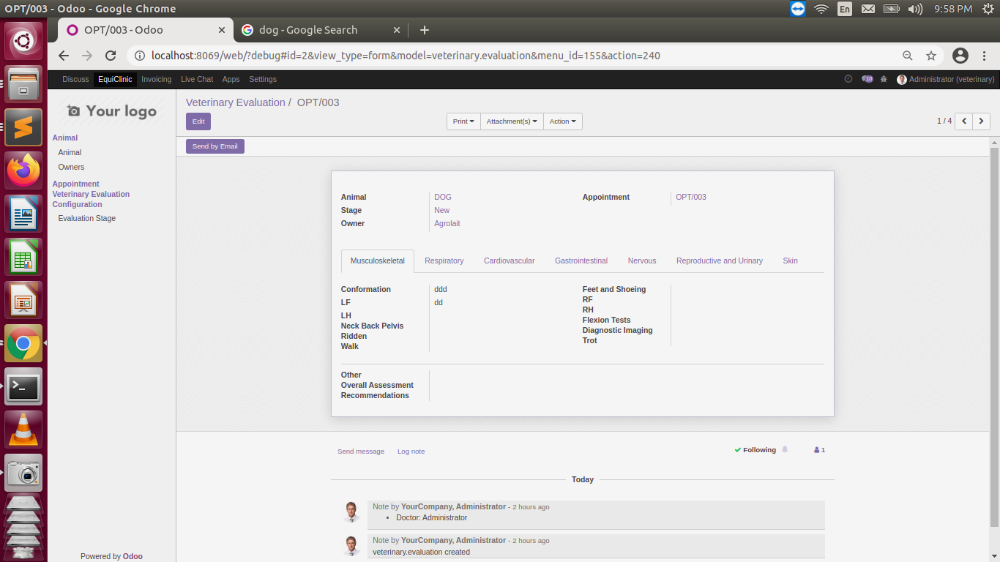 OPT/003 - Odoo - Google Chrome
En
9:58 PM
OPT/003 - Odoo
dog - Google Search
localhost:8069/web/?debug#id=2&view_type=form&model=veterinary.evaluation&menu_id=155&action=240
Discuss EquiClinic Invoicing Live Chat Apps Settings
10
Administrator (veterinary)
Your logo
Animal
Animal
Owners
Appointment
Veterinary Evaluation
Configuration
Evaluation Stage
Powered by Odoo
Veterinary Evaluation / OPT/003
Edit
Print Attachment(s) Action
1 / 4
Send by Email
Animal DOG Appointment OPT/003
Stage New
Owner Agrolait
Musculoskeletal Respiratory Cardiovascular Gastrointestinal Nervous Reproductive and Urinary Skin
Conformation ddd Feet and Shoeing
LF dd RF
LH RH
Neck Back Pelvis Flexion Tests
Ridden Diagnostic Imaging
Walk Trot
Other
Overall Assessment
Recommendations
Send message Log note Following 1
Today
Note by YourCompany, Administrator - 2 hours ago
• Doctor: Administrator
Note by YourCompany, Administrator - 2 hours ago
veterinary.evaluation created